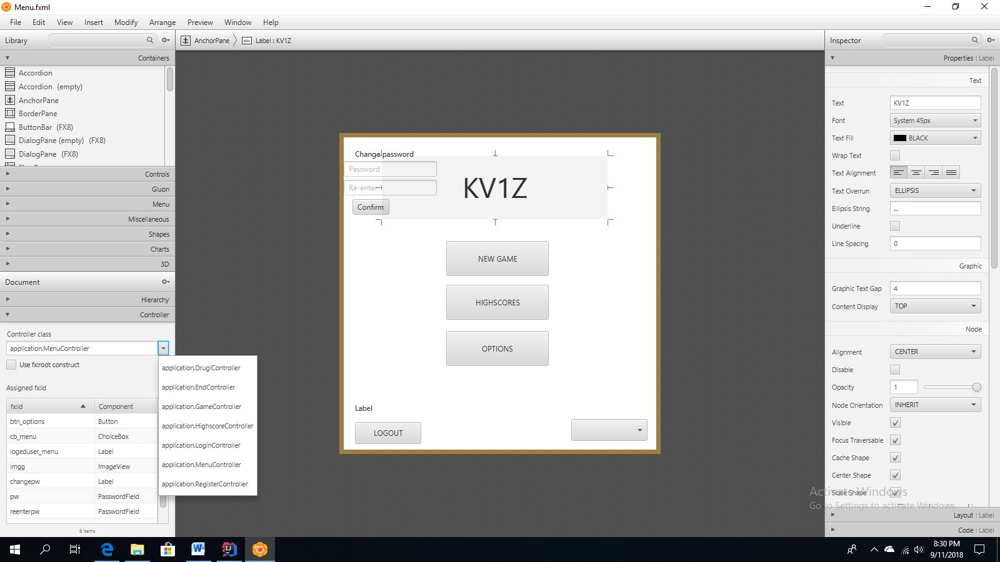 Menu.fxml
File Edit View Insert Modify Arrange Preview Window Help
Library
AnchorPane
Label : KV1Z
Inspector
Containers
Accordion
Accordion (empty)
AnchorPane
BorderPane
ButtonBar (FX8)
DialogPane (empty) (FX8)
DialogPane (FX8)
Controls
Gluon
Menu
Miscellaneous
Shapes
Charts
3D
Document
Hierarchy
Controller
Controller class
application.MenuController
Use fx:root construct
Assigned fx:id
fx:id Component
btn_options Button
cb_menu ChoiceBox
logeduser_menu Label
imgg ImageView
changepw Label
pw PasswordField
reenterpw PasswordField
8 items
application.DrugiController
application.EndController
application.GameController
application.HighscoreController
application.LoginController
application.MenuController
application.RegisterController
Change password
Password
Re-enter
Confirm
KV1Z
NEW GAME
HIGHSCORES
OPTIONS
Label
LOGOUT
Properties : Label
Text
Text KV1Z
Font System 45px
Text Fill BLACK
Wrap Text
Text Alignment
Text Overrun ELLIPSIS
Ellipsis String ...
Underline
Line Spacing 0
Graphic
Graphic Text Gap 4
Content Display TOP
Node
Alignment CENTER
Disable
Opacity 1
Node Orientation INHERIT
Visible
Focus Traversable
Cache Shape
Center Shape
Scale Shape
Activate Windows
Go to Settings to activate Windows.
Layout : Label
Code : Label
8:30 PM
9/11/2018